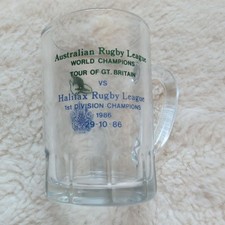 Australian Rugby League
WORLD CHAMPIONS
TOUR OF GT. BRITAIN
VS
Halifax Rugby League
1st DIVISION CHAMPIONS
1986
29·10·86